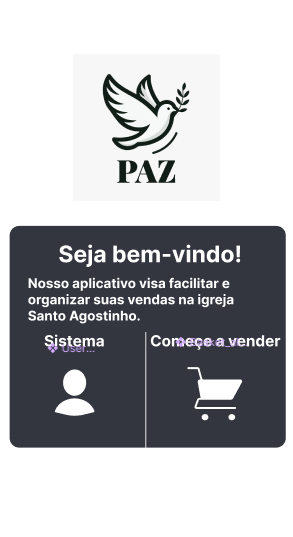 PAZ
Seja bem-vindo!
Nosso aplicativo visa facilitar e
organizar suas vendas na igreja
Santo Agostinho.
Sistema
Começe a vender
User...